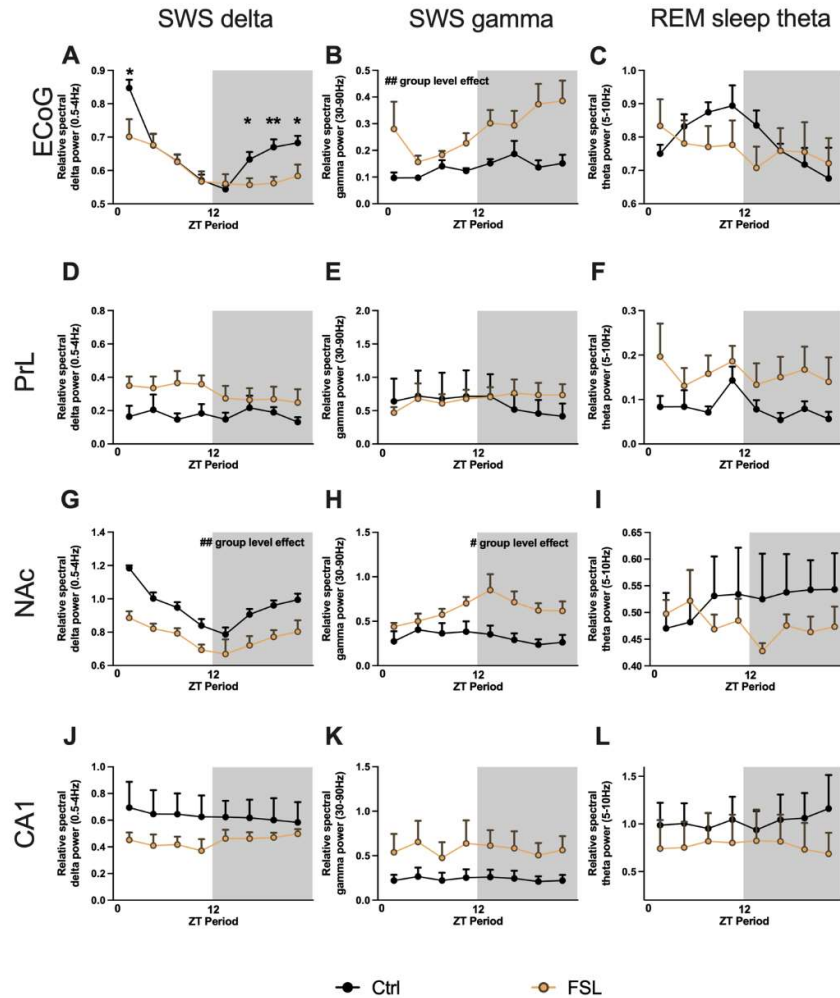 SWS delta
SWS gamma
REM sleep theta
ECoG
A
Relative spectral
delta power (0.5-4Hz)
0.9
0.8
0.7
0.6
0.5
*
*
**
*
0
12
ZT Period
B
Relative spectral
gamma power (30-90Hz)
0.5
0.4
0.3
0.2
0.1
0.0
## group level effect
0
12
ZT Period
C
Relative spectral
theta power (5-10Hz)
1.0
0.9
0.8
0.7
0.6
0
12
ZT Period
PrL
D
Relative spectral
delta power (0.5-4Hz)
0.8
0.6
0.4
0.2
0.0
0
12
ZT Period
E
Relative spectral
gamma power (30-90Hz)
2.0
1.5
1.0
0.5
0.0
0
12
ZT Period
F
Relative spectral
theta power (5-10Hz)
0.3
0.2
0.1
0.0
0
12
ZT Period
NAc
G
Relative spectral
delta power (0.5-4Hz)
1.4
1.2
1.0
0.8
0.6
## group level effect
0
12
ZT Period
H
Relative spectral
gamma power (30-90Hz)
1.5
1.0
0.5
0.0
# group level effect
0
12
ZT Period
I
Relative spectral
theta power (5-10Hz)
0.65
0.60
0.55
0.50
0.45
0.40
0
12
ZT Period
CA1
J
Relative spectral
delta power (0.5-4Hz)
1.0
0.8
0.6
0.4
0.2
0.0
0
12
ZT Period
K
Relative spectral
gamma power (30-90Hz)
1.5
1.0
0.5
0.0
0
12
ZT Period
L
Relative spectral
theta power (5-10Hz)
1.5
1.0
0.5
0
12
ZT Period
Ctrl
FSL